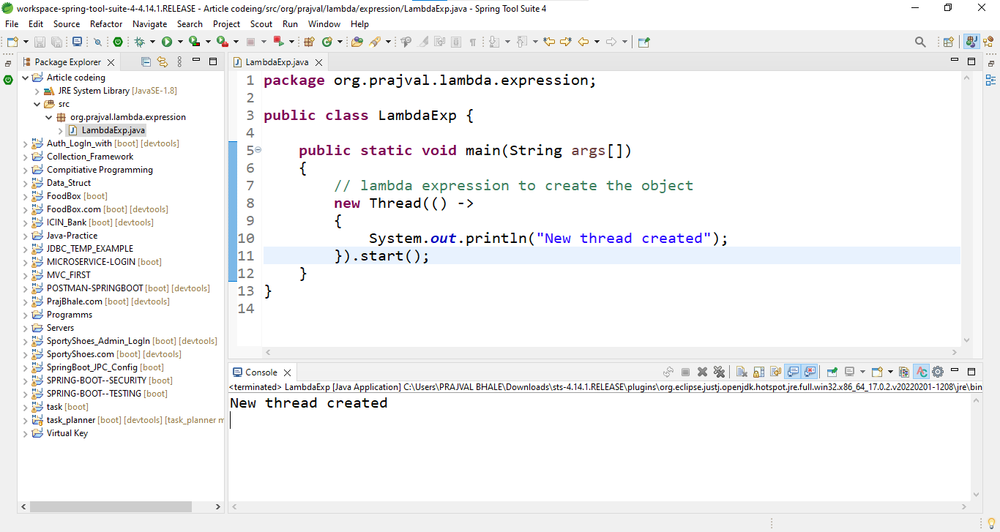 workspace-spring-tool-suite-4-4.14.1.RELEASE - Article codeing/src/org/prajval/lambda/expression/LambdaExp.java - Spring Tool Suite 4
File Edit Source Refactor Navigate Search Project Scout Run Window Help
Package Explorer
Article codeing
JRE System Library [JavaSE-1.8]
src
org.prajval.lambda.expression
LambdaExp.java
Auth_LogIn_with [boot] [devtools]
Collection_Framework
Compitiative Programming
Data_Struct
FoodBox [boot]
FoodBox.com [boot] [devtools]
ICIN_Bank [boot] [devtools]
Java-Practice
JDBC_TEMP_EXAMPLE
MICROSERVICE-LOGIN [boot]
MVC_FIRST
POSTMAN-SPRINGBOOT [boot] [devtools]
PrajBhale.com [boot] [devtools]
Programms
Servers
SportyShoes_Admin_LogIn [boot] [devtools]
SportyShoes.com [boot] [devtools]
SpringBoot_JPC_Config [boot]
SPRING-BOOT--SECURITY [boot]
SPRING-BOOT--TESTING [boot]
task [boot]
task_planner [boot] [devtools] [task_planner m
Virtual Key
LambdaExp.java
1 package org.prajval.lambda.expression;
2
3 public class LambdaExp {
4
5 public static void main(String args[])
6 {
7 // lambda expression to create the object
8 new Thread(() ->
9 {
10 System.out.println("New thread created");
11 }).start();
12 }
13 }
14
Console
<terminated> LambdaExp [Java Application] C:\Users\PRAJVAL BHALE\Downloads\sts-4.14.1.RELEASE\plugins\org.eclipse.justj.openjdk.hotspot.jre.full.win32.x86_64_17.0.2.v20220201-1208\jre\bin
New thread created